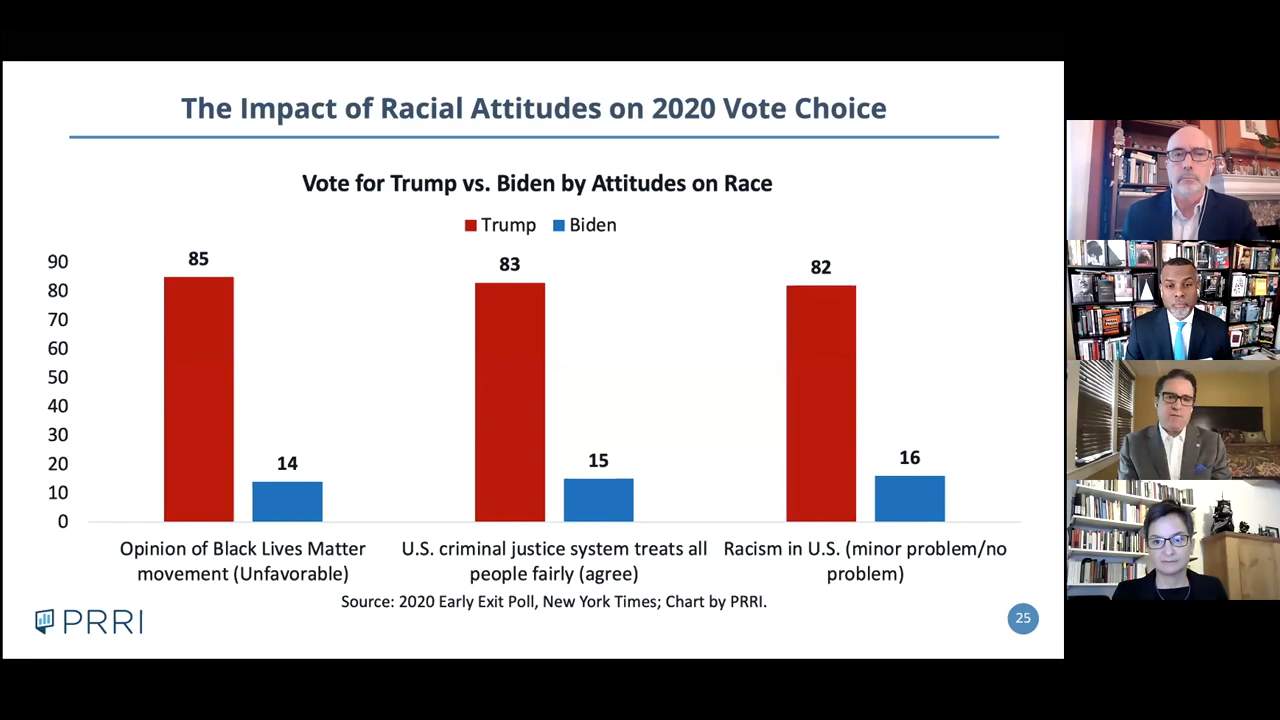 The Impact of Racial Attitudes on 2020 Vote Choice
Vote for Trump vs. Biden by Attitudes on Race
Trump Biden
90
80
70
60
50
40
30
20
10
0
85
14
83
15
82
16
Opinion of Black Lives Matter
movement (Unfavorable)
U.S. criminal justice system treats all
people fairly (agree)
Racism in U.S. (minor problem/no
problem)
Source: 2020 Early Exit Poll, New York Times; Chart by PRRI.
PRRI
25